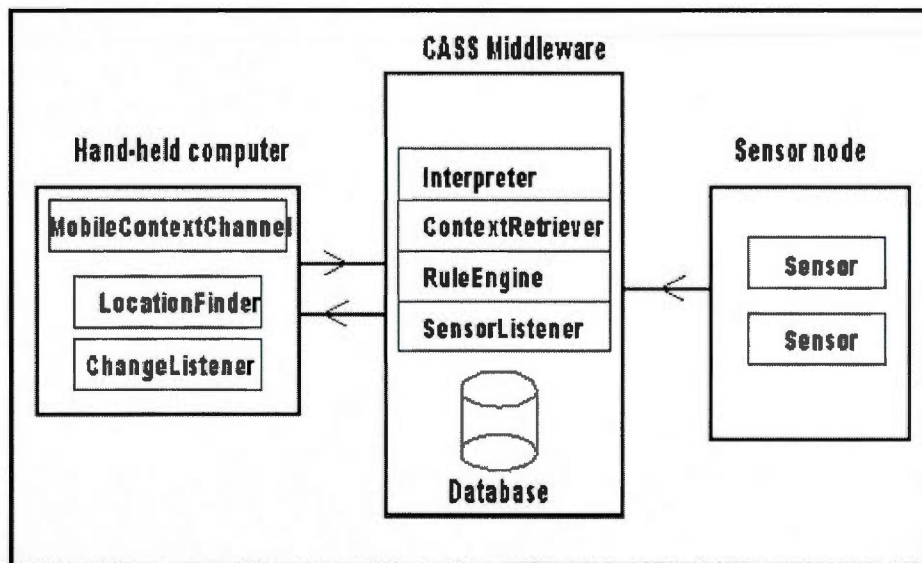 CASS Middleware
Hand-held computer
MobileContextChannel
LocationFinder
ChangeListener
Interpreter
ContextRetriever
RuleEngine
SensorListener
Database
Sensor node
Sensor
Sensor